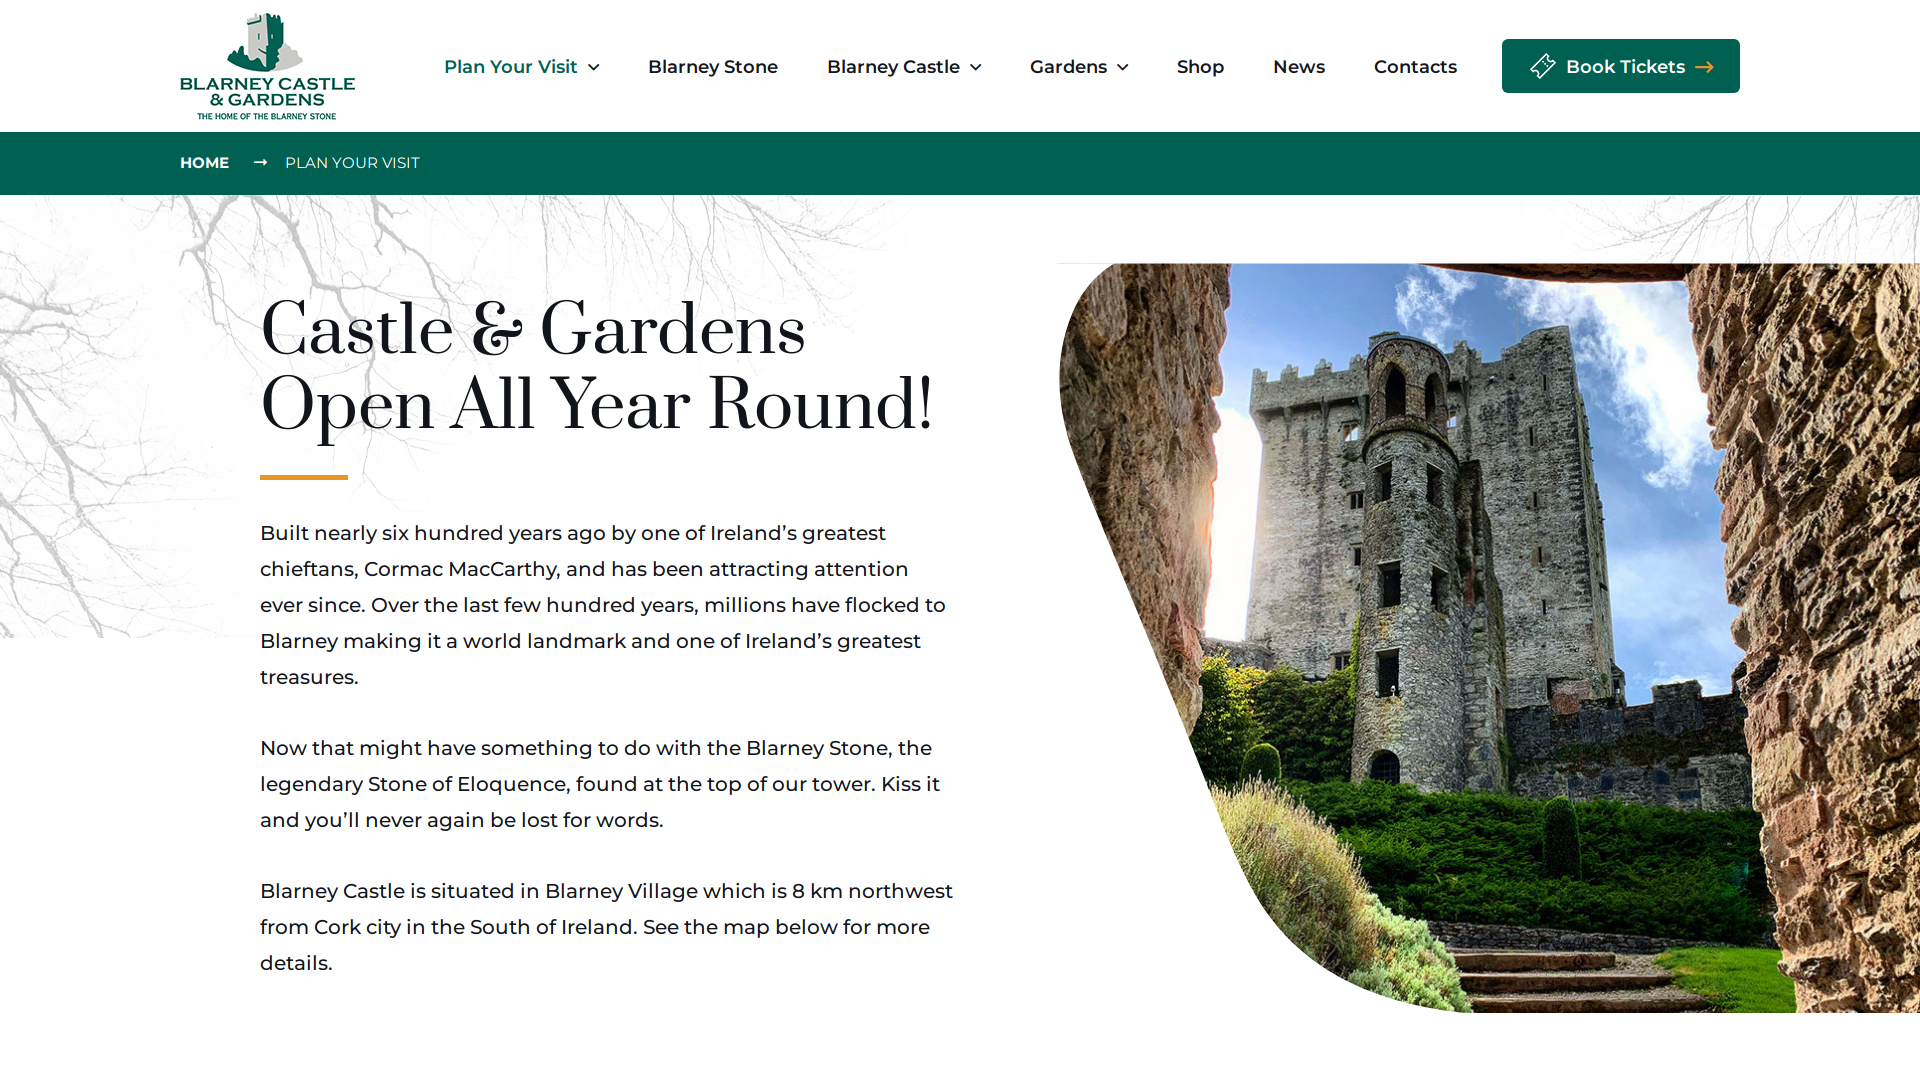 BLARNEY CASTLE
& GARDENS
THE HOME OF THE BLARNEY STONE
Plan Your Visit
Blarney Stone
Blarney Castle
Gardens
Shop
News
Contacts
Book Tickets
HOME → PLAN YOUR VISIT
Castle & Gardens
Open All Year Round!
Built nearly six hundred years ago by one of Ireland’s greatest
chieftans, Cormac MacCarthy, and has been attracting attention
ever since. Over the last few hundred years, millions have flocked to
Blarney making it a world landmark and one of Ireland’s greatest
treasures.
Now that might have something to do with the Blarney Stone, the
legendary Stone of Eloquence, found at the top of our tower. Kiss it
and you’ll never again be lost for words.
Blarney Castle is situated in Blarney Village which is 8 km northwest
from Cork city in the South of Ireland. See the map below for more
details.